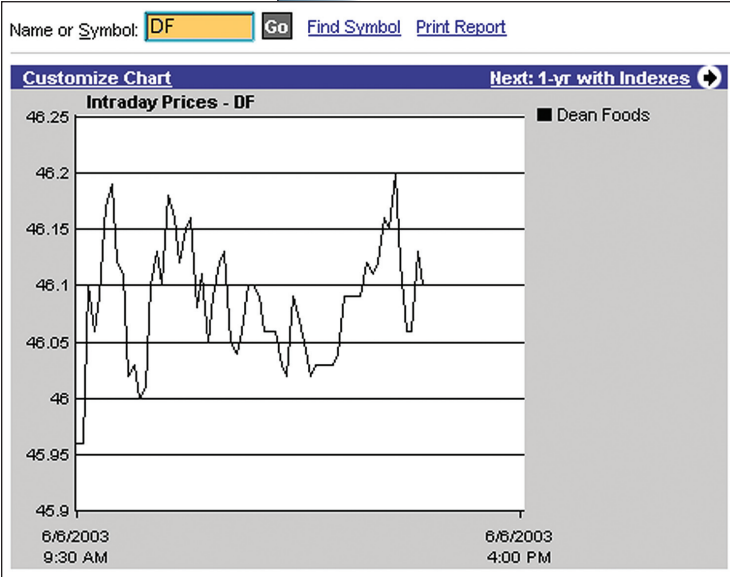 Name or Symbol: DF Go Find Symbol Print Report
Customize Chart Next: 1-yr with Indexes
Intraday Prices - DF
Dean Foods
46.25
46.2
46.15
46.1
46.05
46
45.95
45.9
6/6/2003 6/6/2003
9:30 AM 4:00 PM